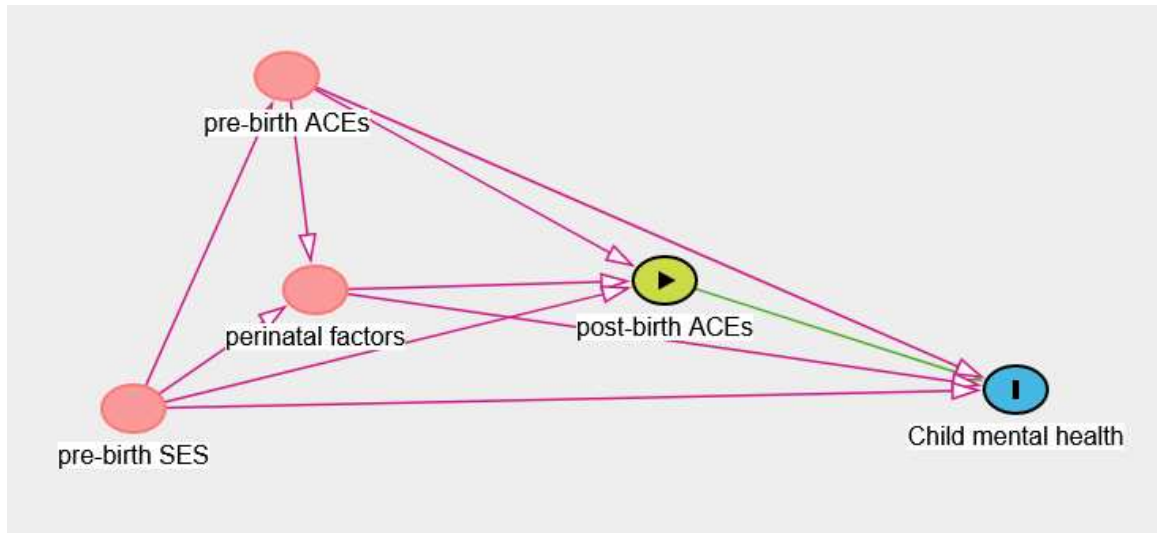 pre-birth ACEs
perinatal factors
post-birth ACEs
Child mental health
pre-birth SES